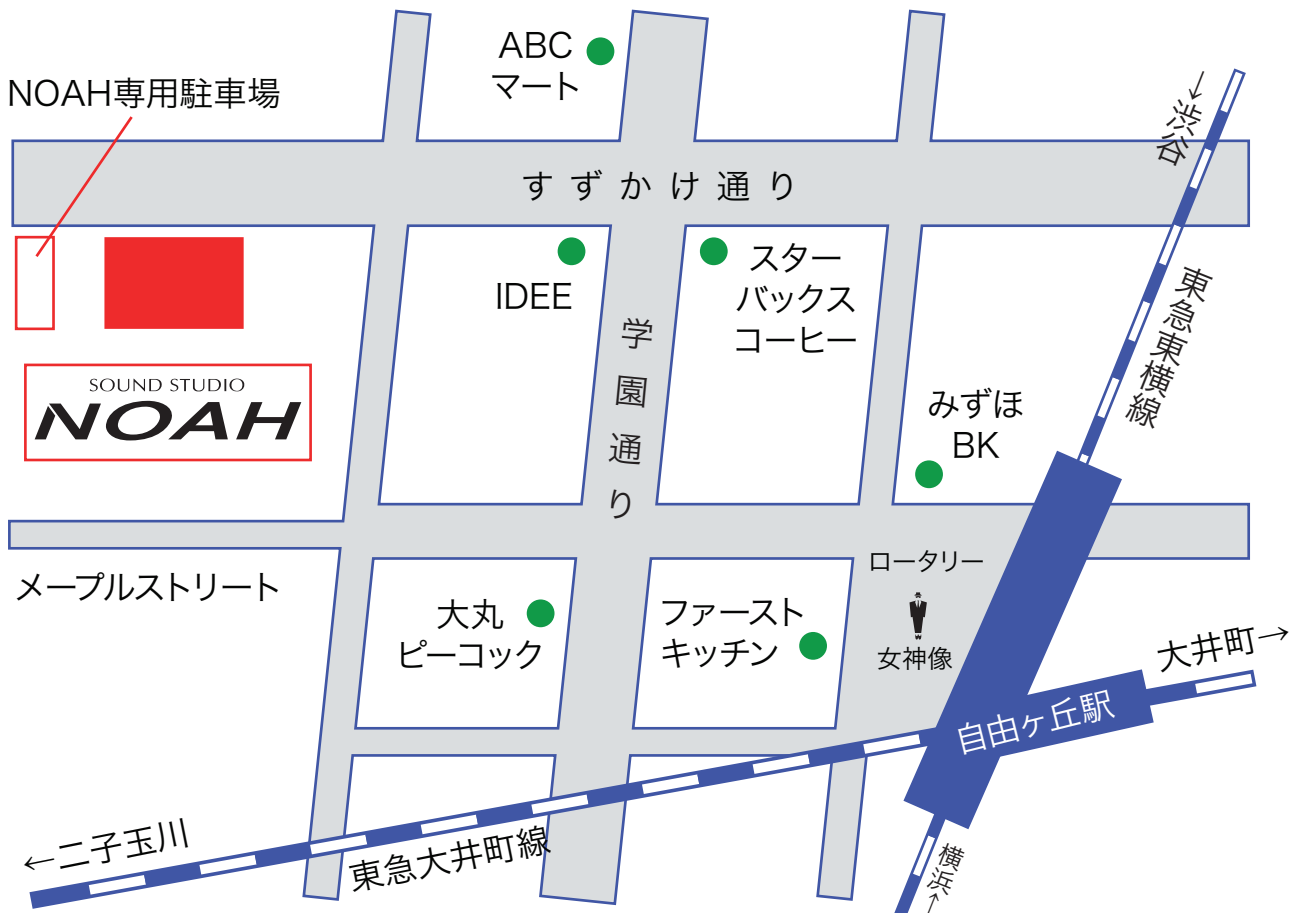 ABC
マート
NOAH専用駐車場
←渋谷
すずかけ通り
IDEE
スター
バックス
コーヒー
東急東横線
学園通り
SOUND STUDIO
NOAH
みずほ
BK
ロータリー
メープルストリート
大丸
ピーコック
ファースト
キッチン
女神像
大井町→
自由ヶ丘駅
←二子玉川
東急大井町線
横浜→